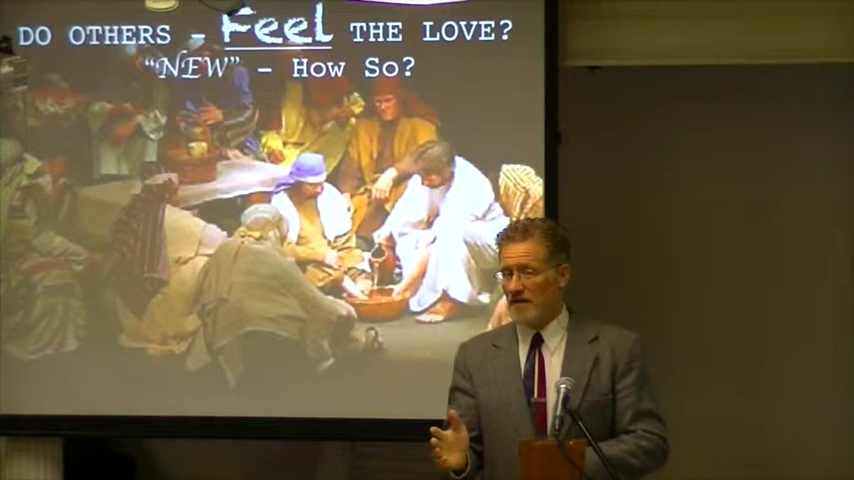 DO OTHERS – Feel THE LOVE?
"NEW" – How So?